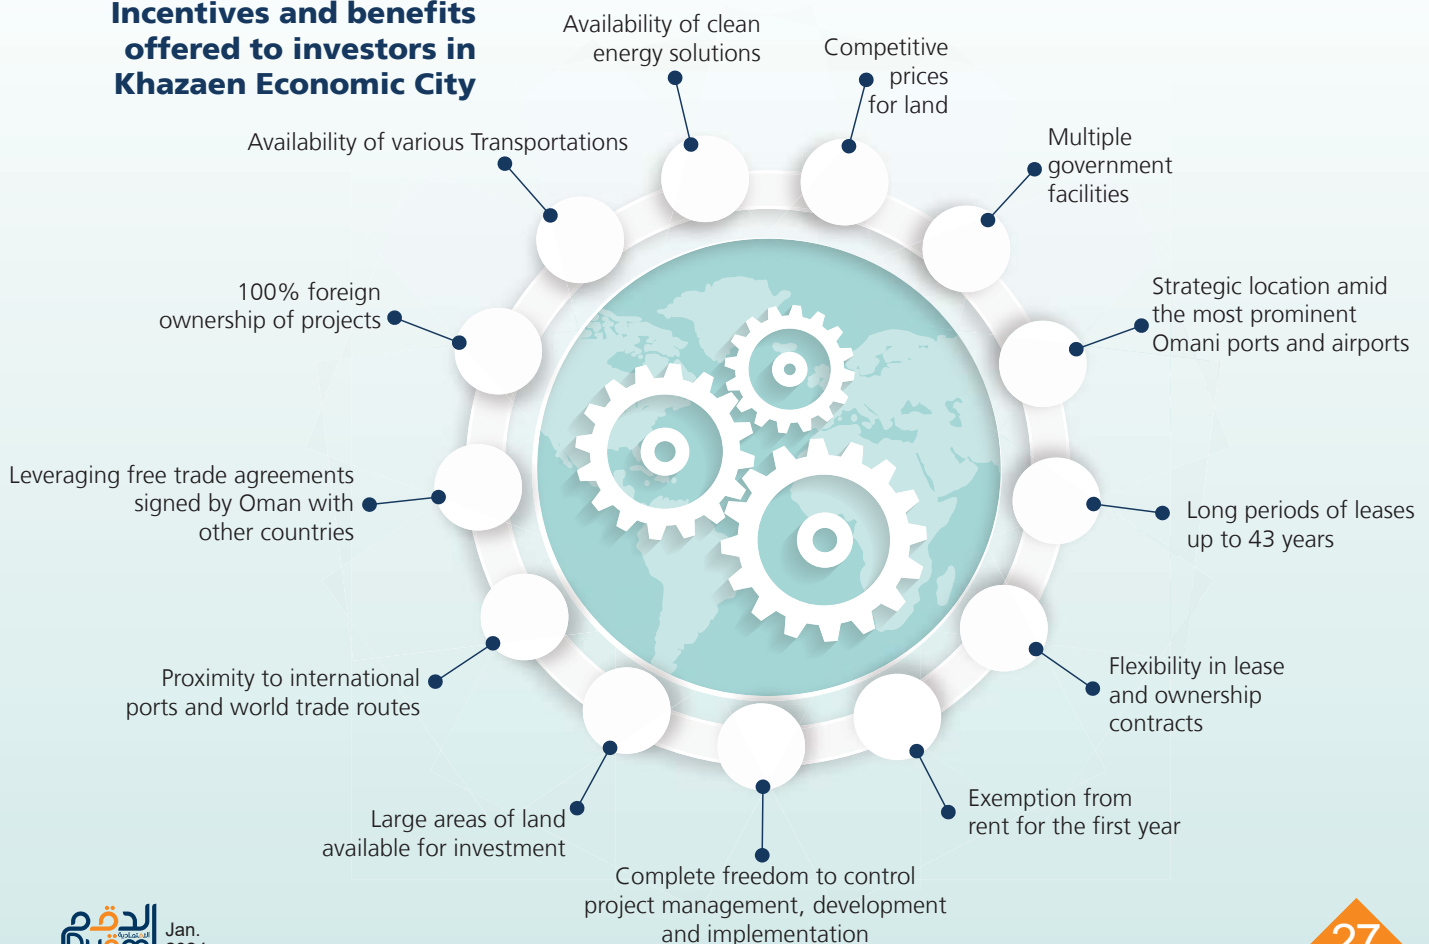 Incentives and benefits
offered to investors in
Khazaen Economic City
Availability of clean
energy solutions
Competitive
prices
for land
Multiple
government
facilities
Strategic location amid
the most prominent
Omani ports and airports
Long periods of leases
up to 43 years
Flexibility in lease
and ownership
contracts
Exemption from
rent for the first year
Complete freedom to control
project management, development
and implementation
Large areas of land
available for investment
Proximity to international
ports and world trade routes
Leveraging free trade agreements
signed by Oman with
other countries
100% foreign
ownership of projects
Availability of various Transportations
الدقم
الاقتصادية
Jan.
27